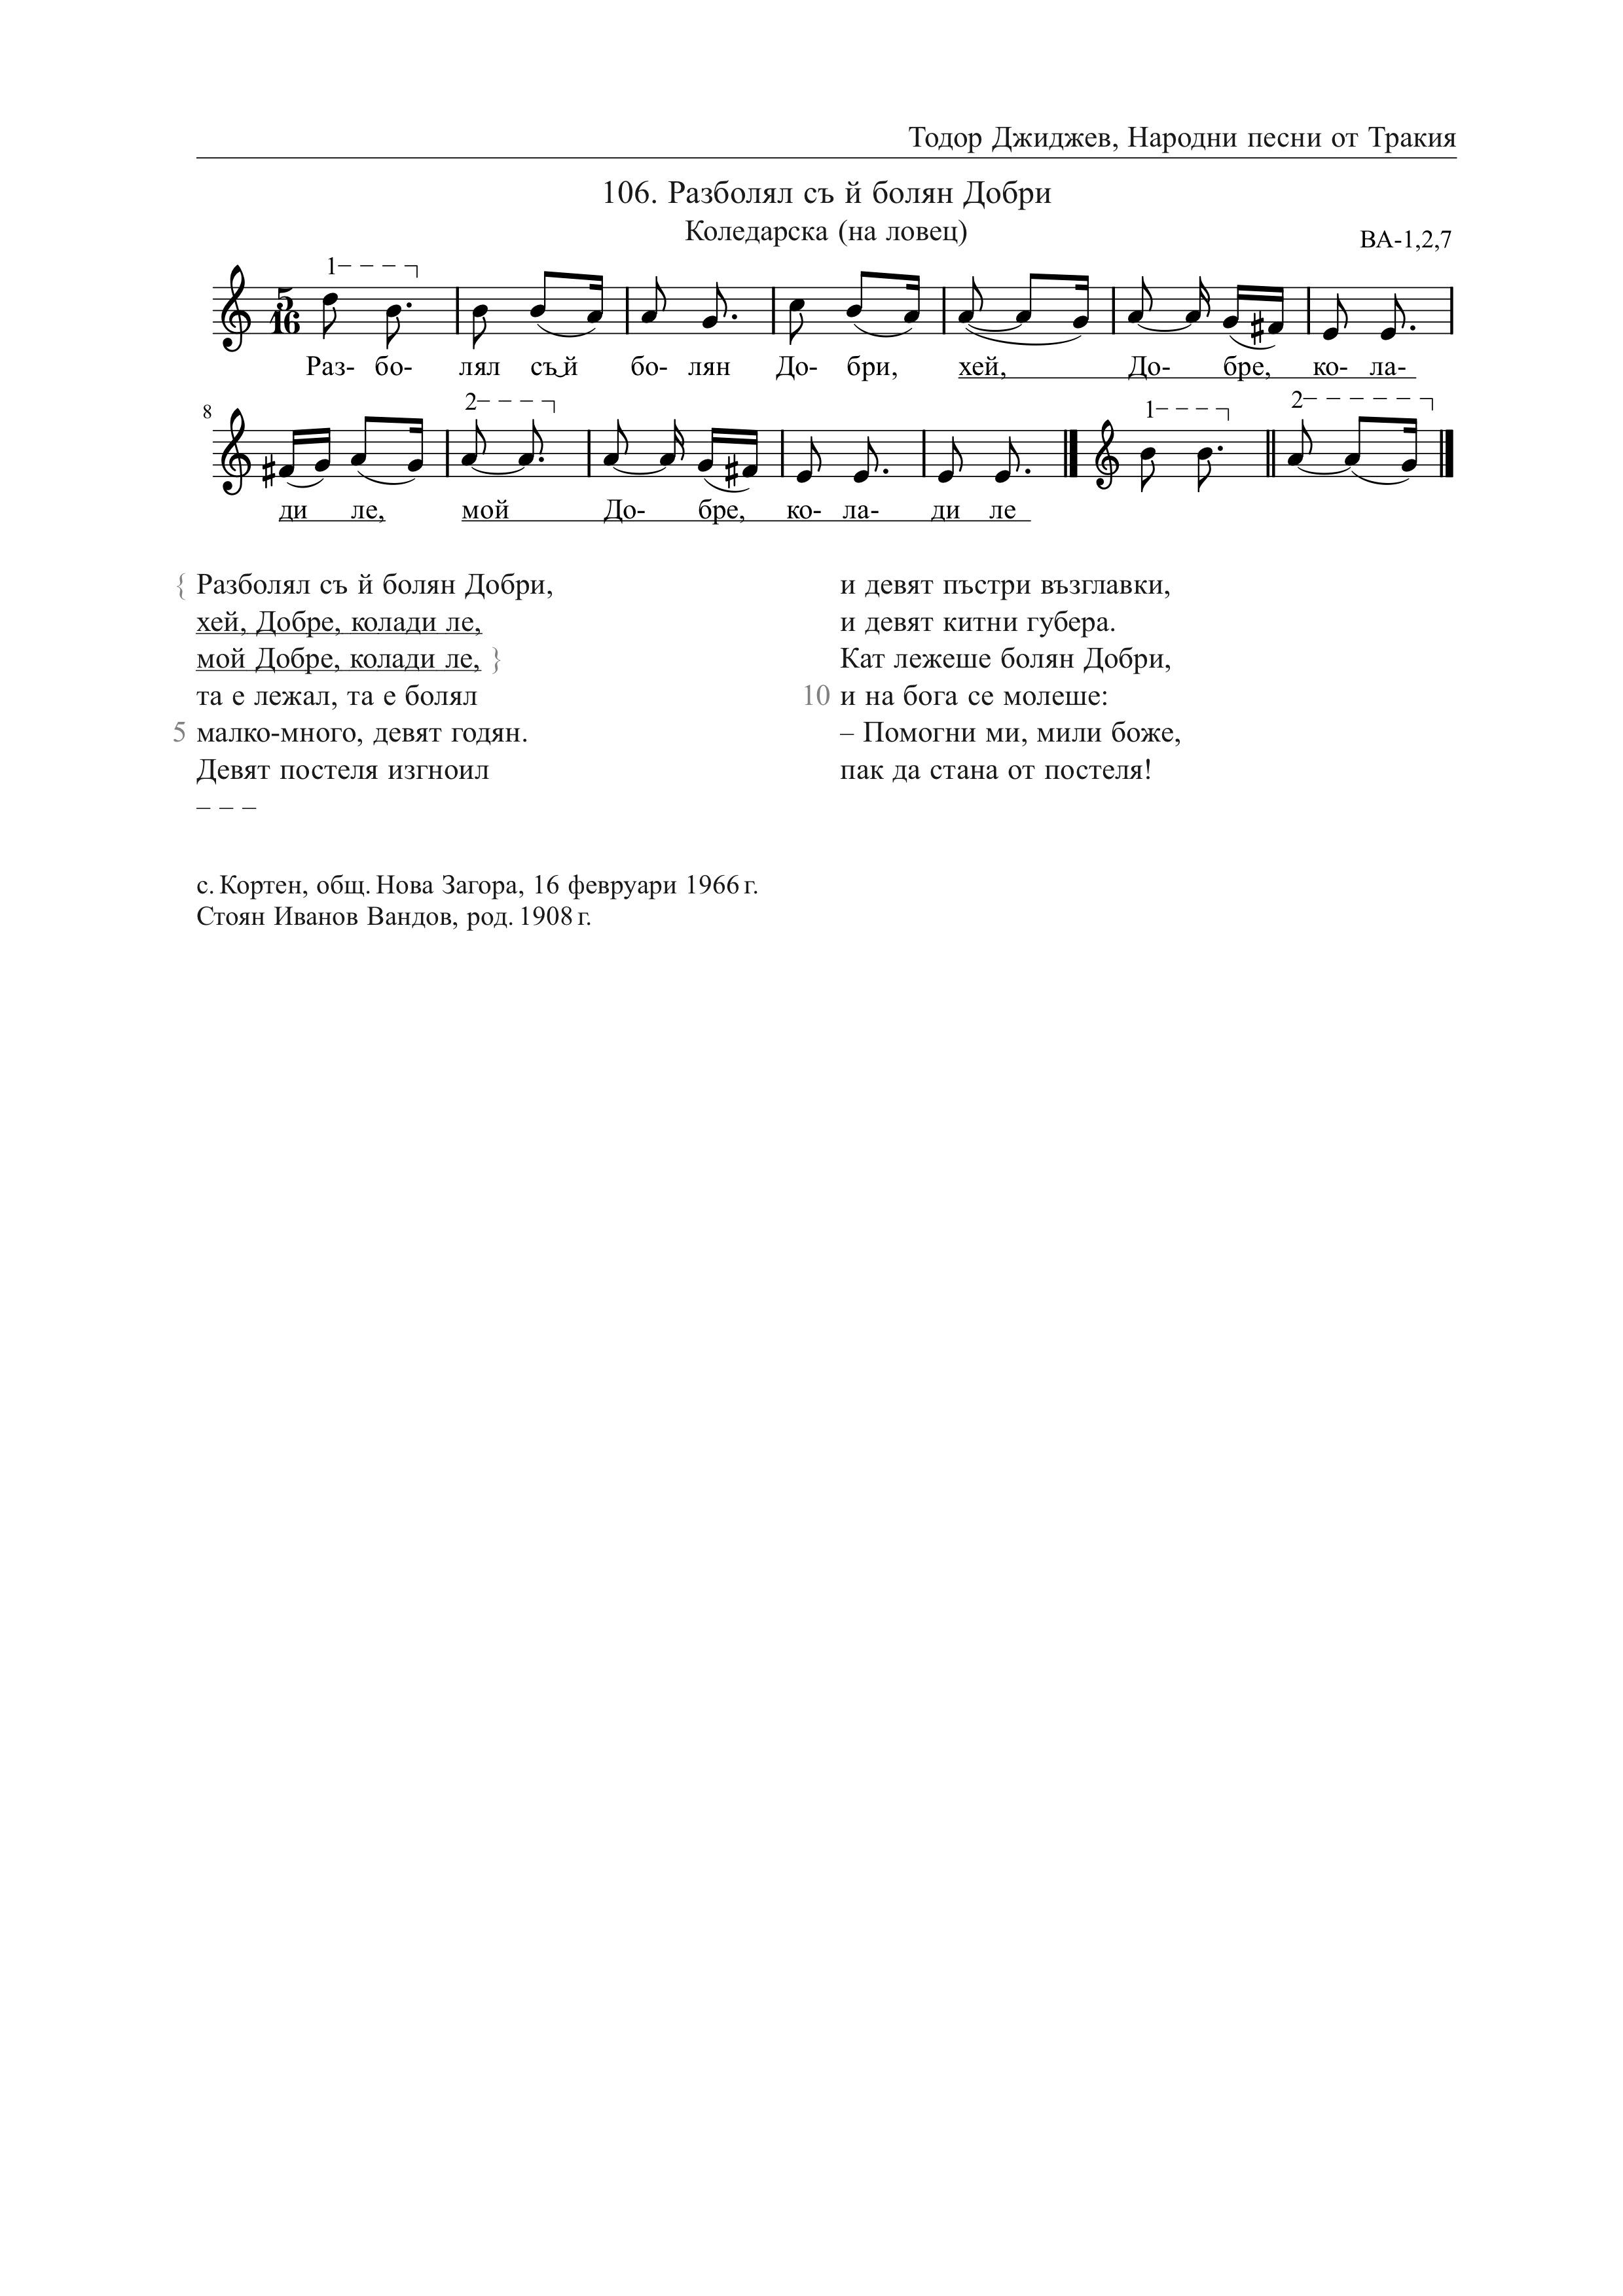 Тодор Джиджев, Народни песни от Тракия
106. Разболял съ й болян Добри
Коледарска (на ловец)
ВА-1,2,7
1
5
16
Раз- бо- лял съ й бо- лян До- бри, хей, До- бре, ко- ла-
8
2
1
2
ди ле, мой До- бре, ко- ла- ди ле
{ Разболял съ й болян Добри,
хей, Добре, колади ле,
мой Добре, колади ле, }
та е лежал, та е болял
5 малко-много, девят годян.
Девят постеля изгноил
– – –
и девят пъстри възглавки,
и девят китни губера.
Кат лежеше болян Добри,
10 и на бога се молеше:
– Помогни ми, мили боже,
пак да стана от постеля!
с. Кортен, общ. Нова Загора, 16 февруари 1966 г.
Стоян Иванов Вандов, род. 1908 г.